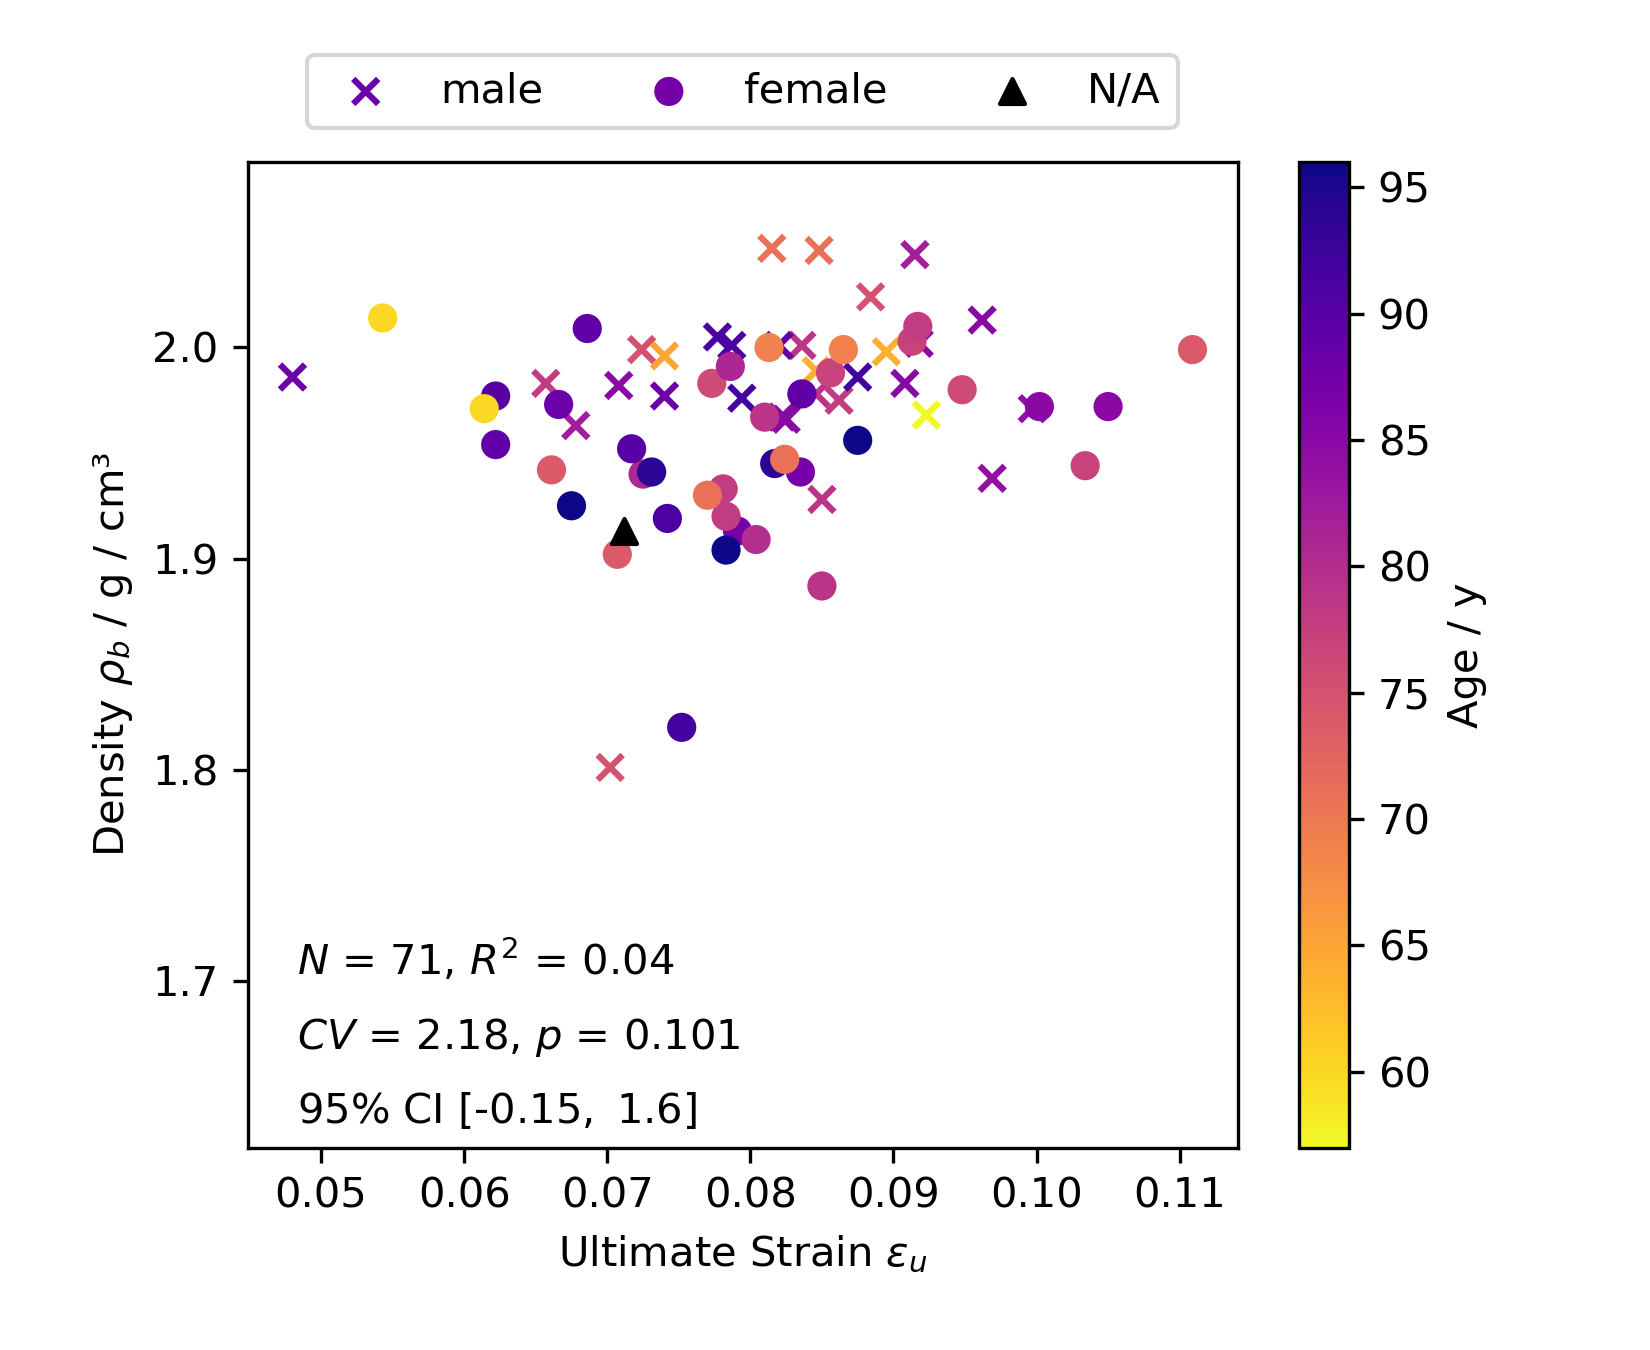 male female N/A
2.0
1.9
1.8
1.7
Density ρb / g / cm³
N = 71, R² = 0.04
CV = 2.18, p = 0.101
95% CI [-0.15, 1.6]
0.05 0.06 0.07 0.08 0.09 0.10 0.11
Ultimate Strain εu
95
90
85
80
75
70
65
60
Age / y